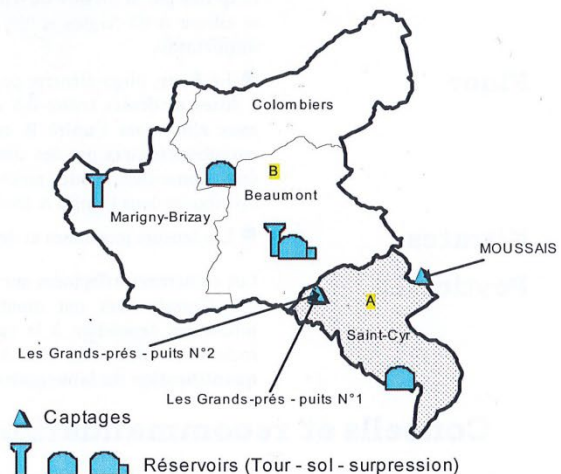 Colombiers
B
Beaumont
Marigny-Brizay
MOUSSAIS
A
Saint-Cyr
Les Grands-prés - puits N°2
Les Grands-prés - puits N°1
Captages
Réservoirs (Tour - sol - surpression)